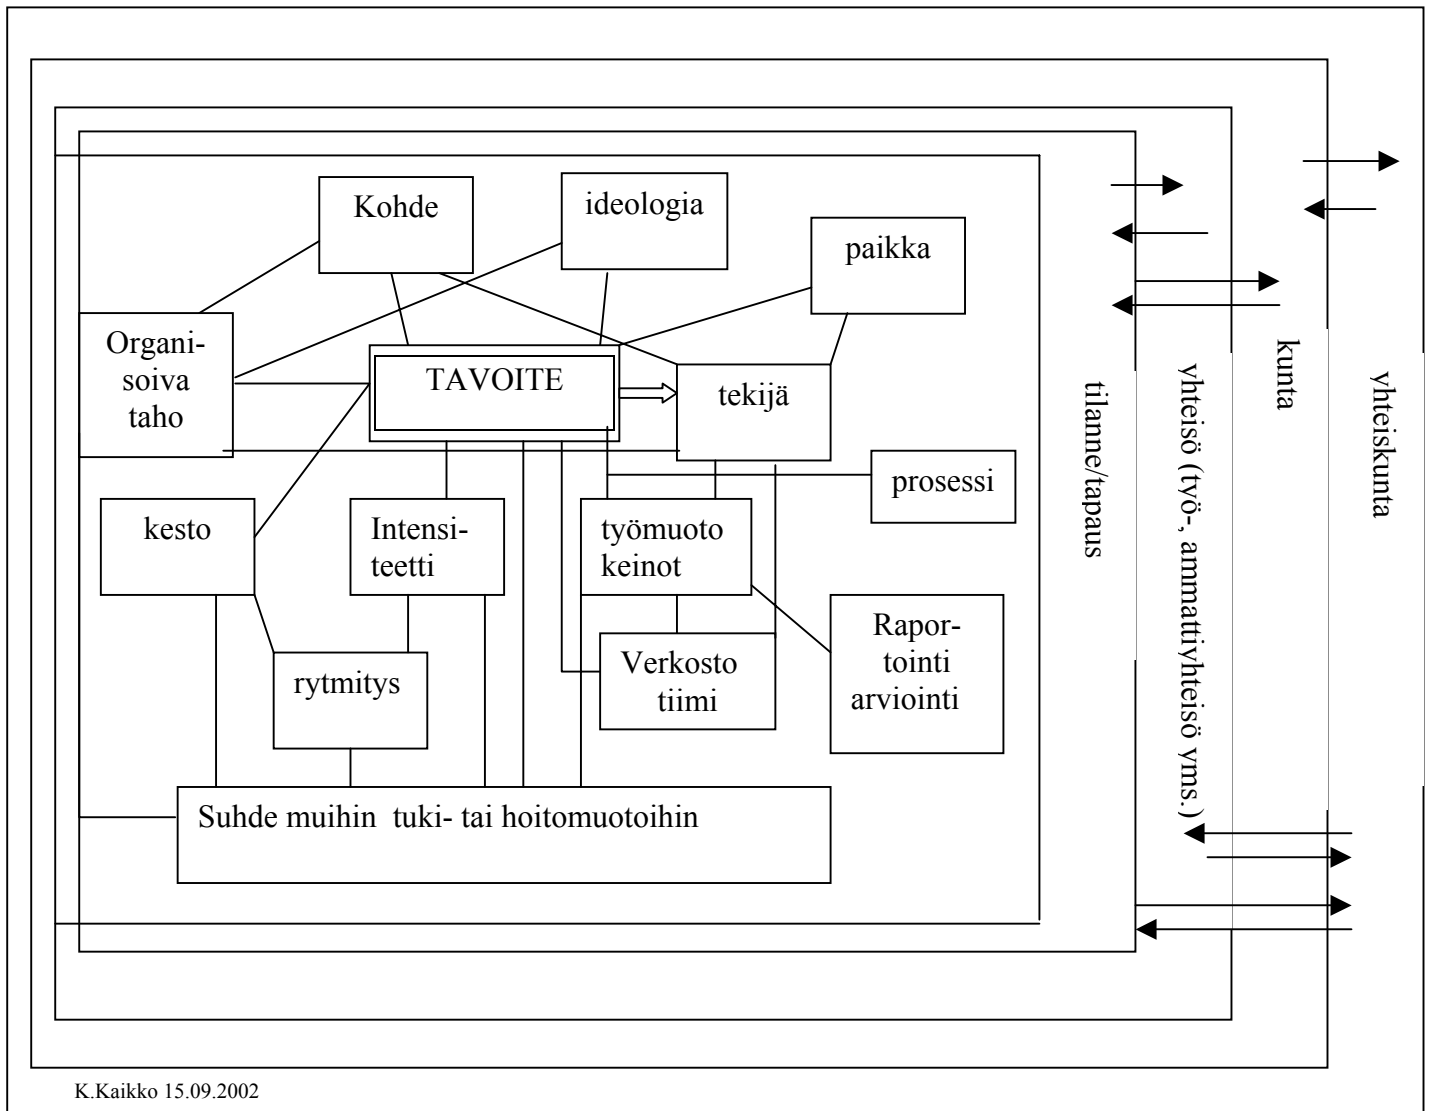 Kohde
ideologia
paikka
Organi-
soiva
taho
TAVOITE
tekijä
prosessi
kesto
Intensi-
teetti
työmuoto
keinot
Rapor-
tointi
arviointi
Verkosto
tiimi
rytmitys
Suhde muihin tuki- tai hoitomuotoihin
tilanne/tapaus
yhteisö (työ-, ammattiyhteisö yms.)
kunta
yhteiskunta
K.Kaikko 15.09.2002